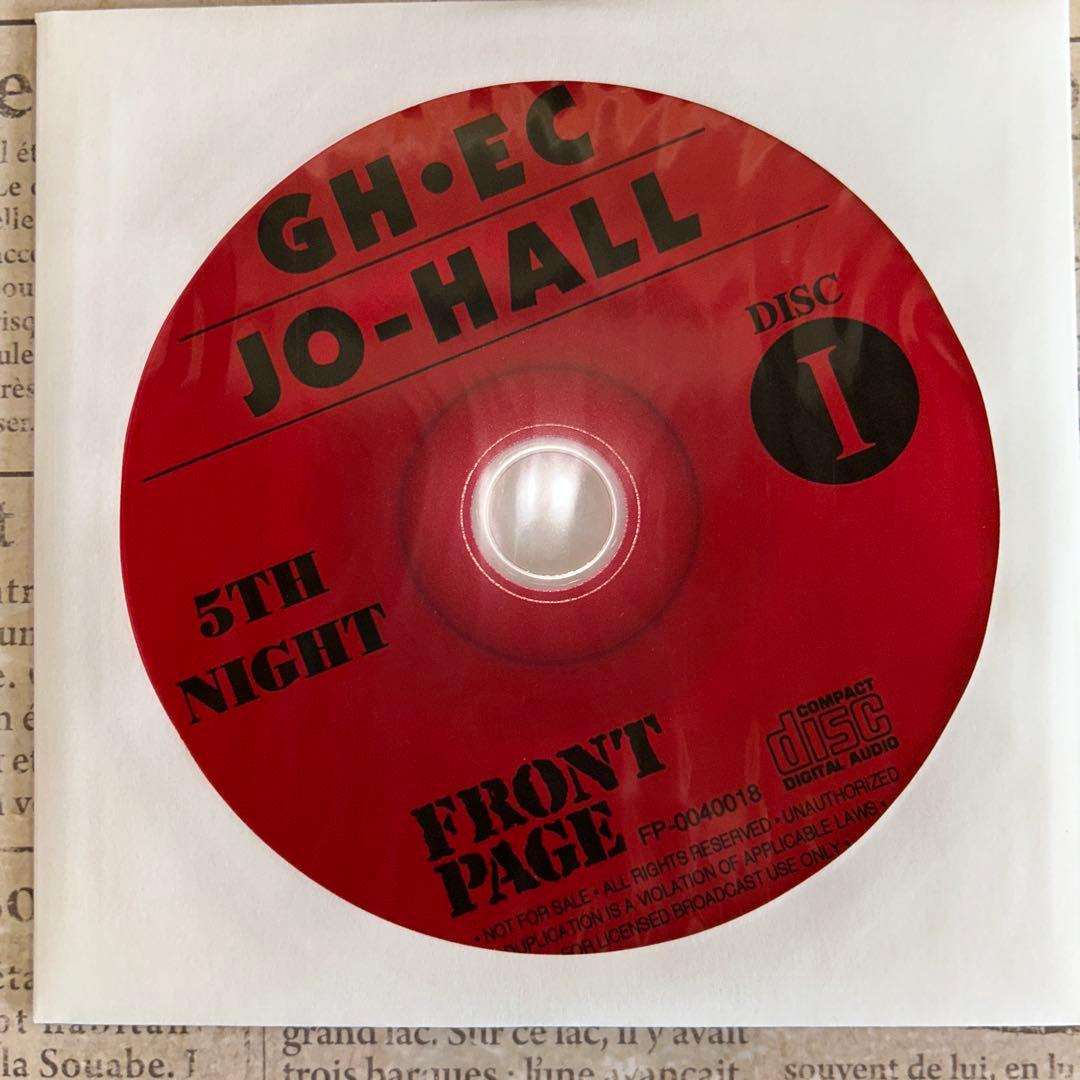 GH•EC
JO-HALL
DISC
I
5TH
NIGHT
FRONT
PAGE
FP-0040018
COMPACT
disc
DIGITAL AUDIO
• NOT FOR SALE • ALL RIGHTS RESERVED • UNAUTHORIZED
DUPLICATION IS A VIOLATION OF APPLICABLE LAWS •
FOR LICENSED BROADCAST USE ONLY •
grand lac. Sur ce lac, il y avait
la Souabe.
trois barques : l'une avançait
souvent de lui, en